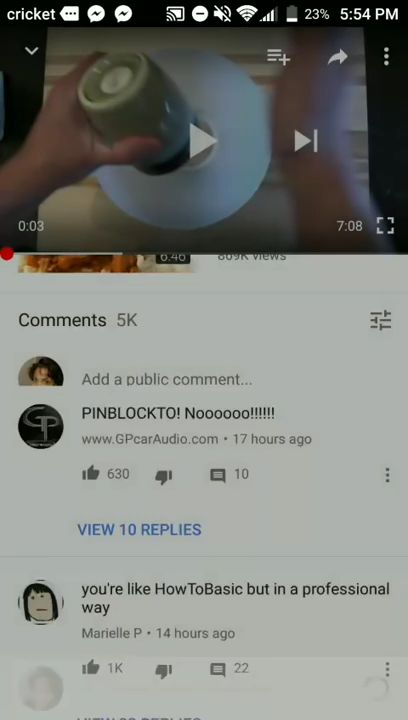 cricket 23% 5:54 PM
0:03 7:08
6:46 869K views
Comments 5K
Add a public comment...
PINBLOCKTO! Noooooo!!!!!!
www.GPcarAudio.com • 17 hours ago
630 10
VIEW 10 REPLIES
you're like HowToBasic but in a professional
way
Marielle P • 14 hours ago
1K 22